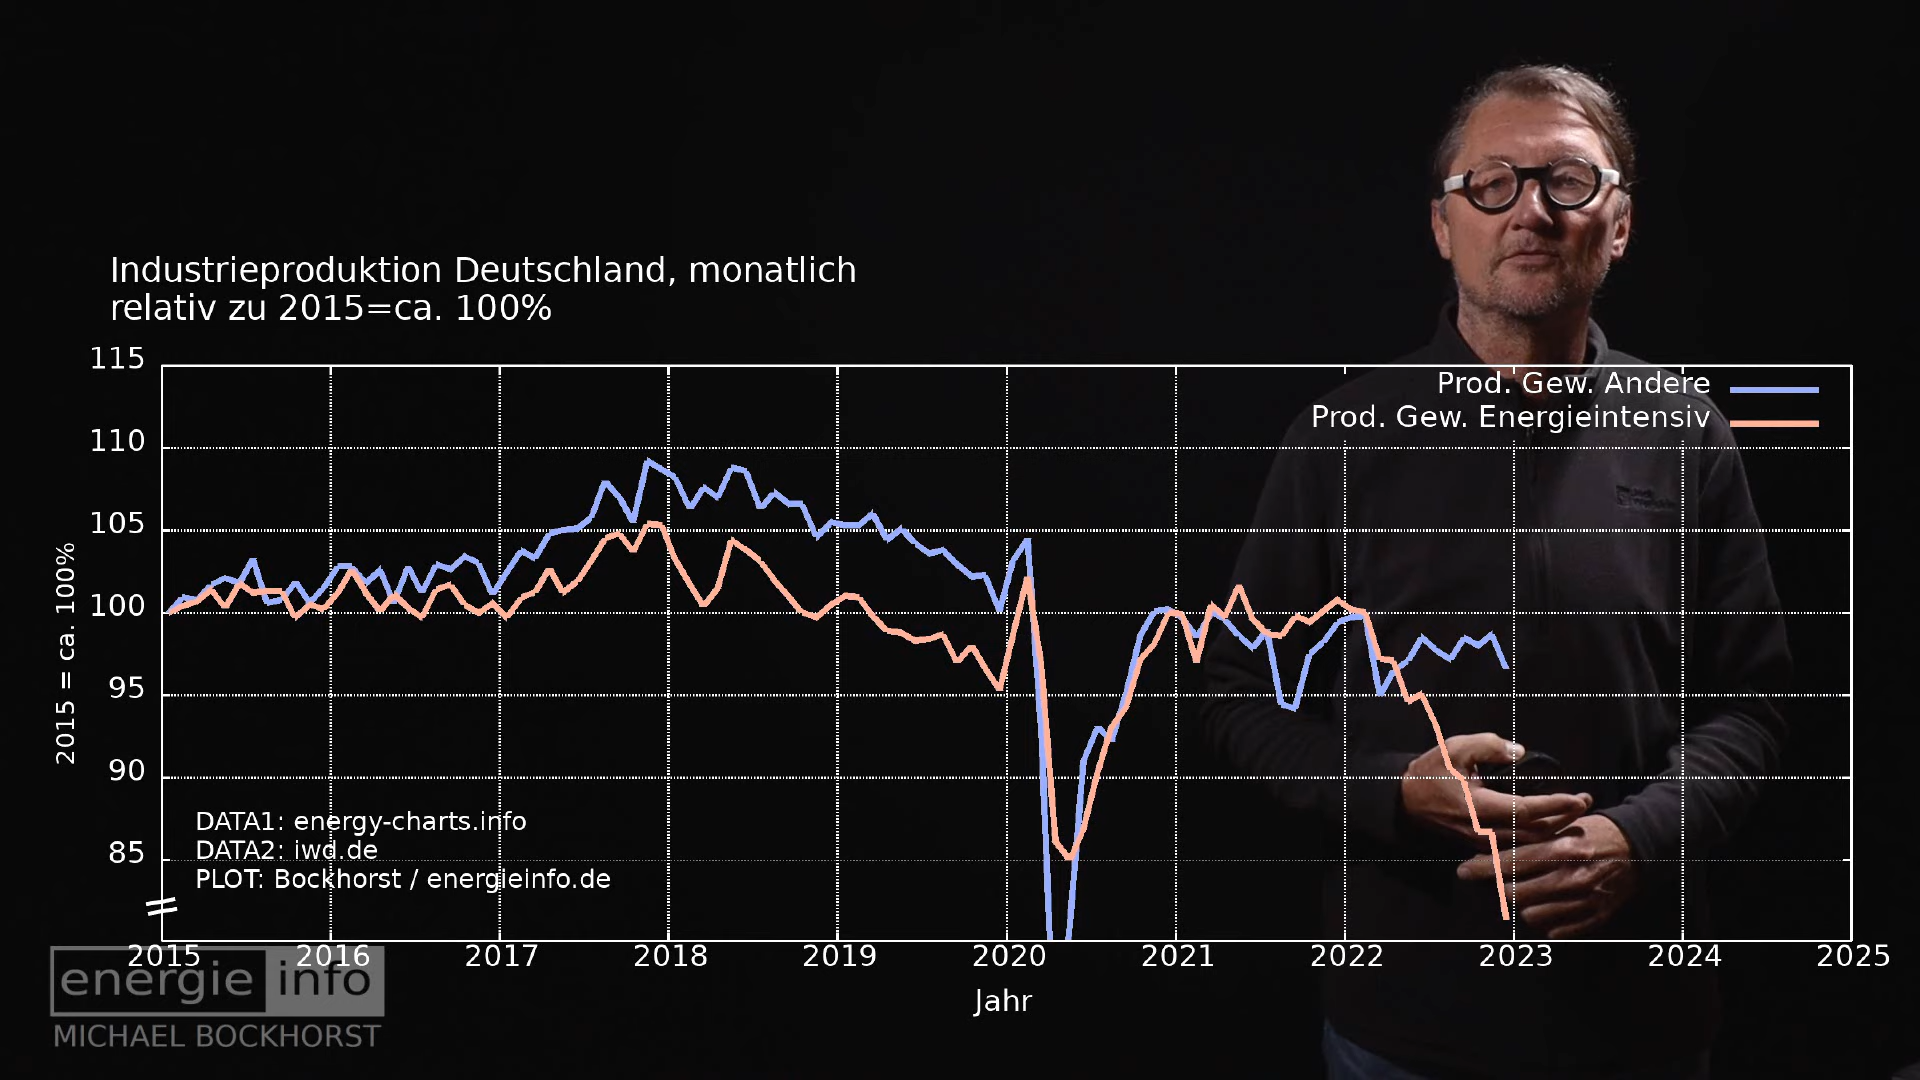 Industrieproduktion Deutschland, monatlich
relativ zu 2015=ca. 100%
115
110
105
100
95
90
85
2015 = ca. 100%
Prod. Gew. Andere
Prod. Gew. Energieintensiv
DATA1: energy-charts.info
DATA2: iwd.de
PLOT: Bockhorst / energieinfo.de
2015 2016 2017 2018 2019 2020 2021 2022 2023 2024 2025
Jahr
energie info
MICHAEL BOCKHORST